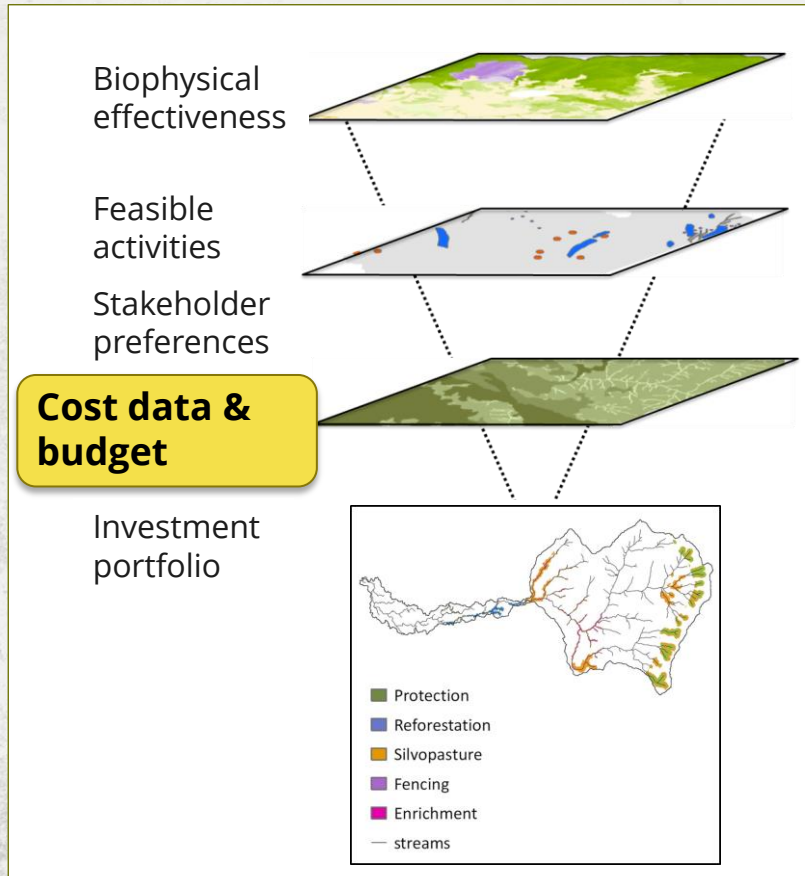 Biophysical
effectiveness
Feasible
activities
Stakeholder
preferences
Cost data &
budget
Investment
portfolio
Protection
Reforestation
Silvopasture
Fencing
Enrichment
streams